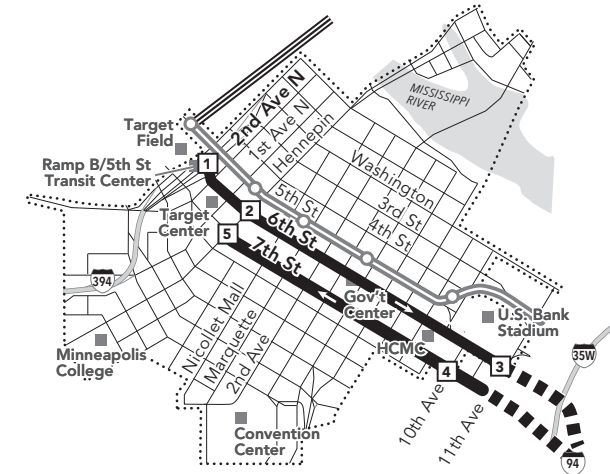 Target
Field
Ramp B/5th St
Transit Center
1
2nd Ave N
1st Ave N
Hennepin
MISSISSIPPI
RIVER
Washington
3rd St
4th St
5th St
Target
Center
2
6th St
5
7th St
394
Gov't
Center
U.S. Bank
Stadium
Nicollet Mall
Marquette
2nd Ave
Minneapolis
College
HCMC
4
3
35W
10th Ave
11th Ave
Convention
Center
94